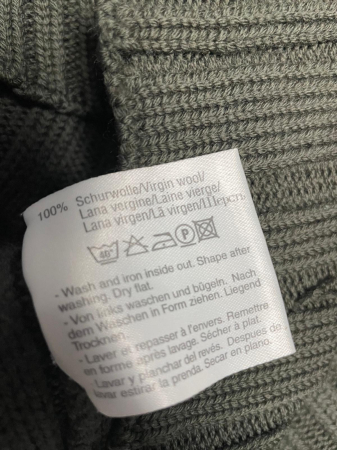 100% Schurwolle/Virgin wool/
Lana vergine/Laine vierge/
Lana virgen/Lã virgen/
40° P
- Wash and iron inside out. Shape after
washing. Dry flat.
- Von links waschen und bügeln. Nach
dem Waschen in Form ziehen. Liegend
Trocknen.
- Laver et repasser à l'envers. Remettre
en forme après lavage. Sécher à plat.
- Lavar y planchar del revés. Despues de
lavar estirar la prenda. Secar en plano.